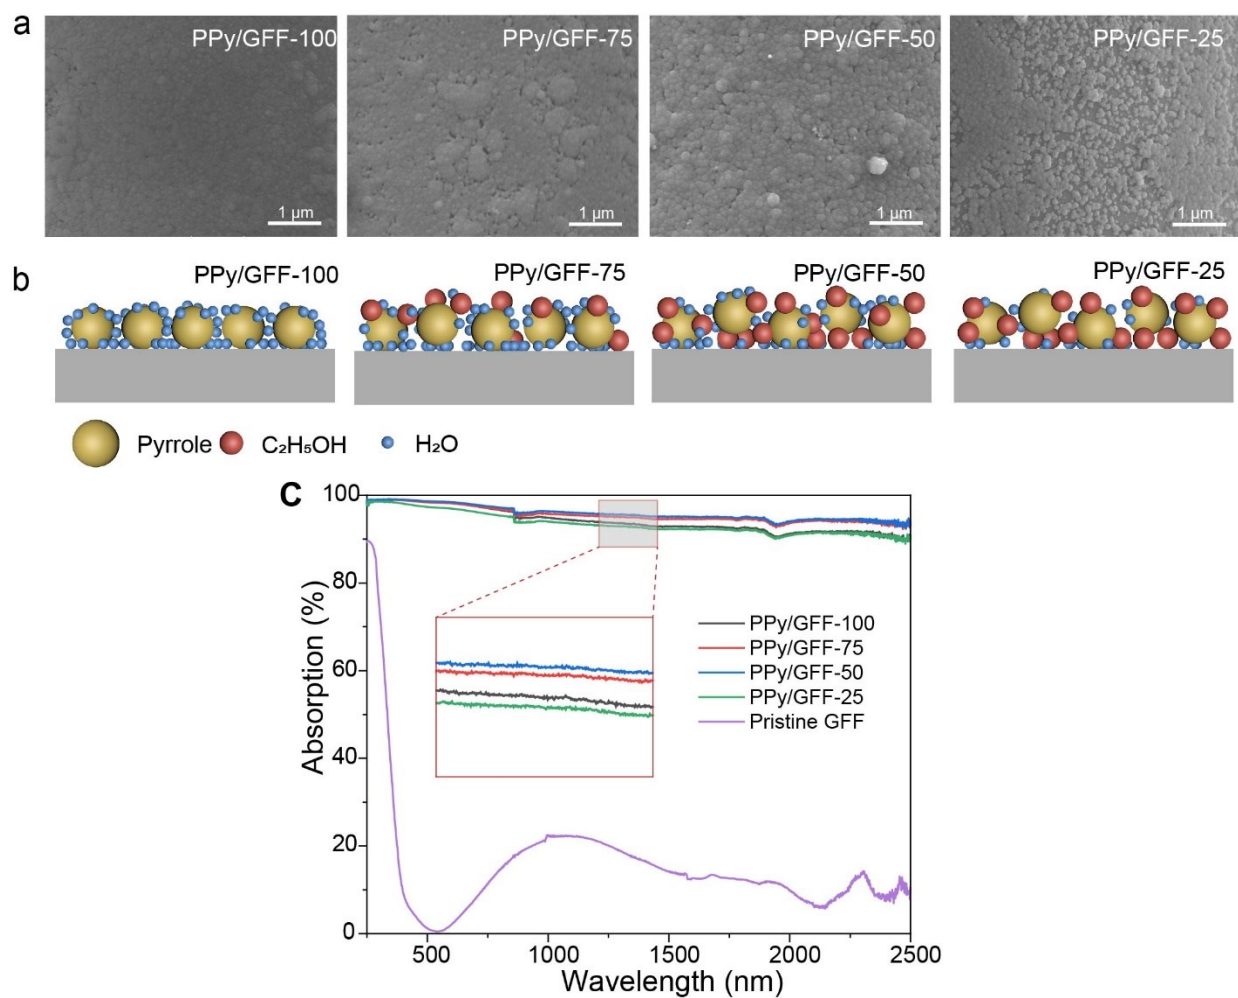 a
PPy/GFF-100
PPy/GFF-75
PPy/GFF-50
PPy/GFF-25
1 µm
1 µm
1 µm
1 µm
b
PPy/GFF-100
PPy/GFF-75
PPy/GFF-50
PPy/GFF-25
Pyrrole
C₂H₅OH
H₂O
C
100
80
60
40
20
0
Absorption (%)
PPy/GFF-100
PPy/GFF-75
PPy/GFF-50
PPy/GFF-25
Pristine GFF
500
1000
1500
2000
2500
Wavelength (nm)